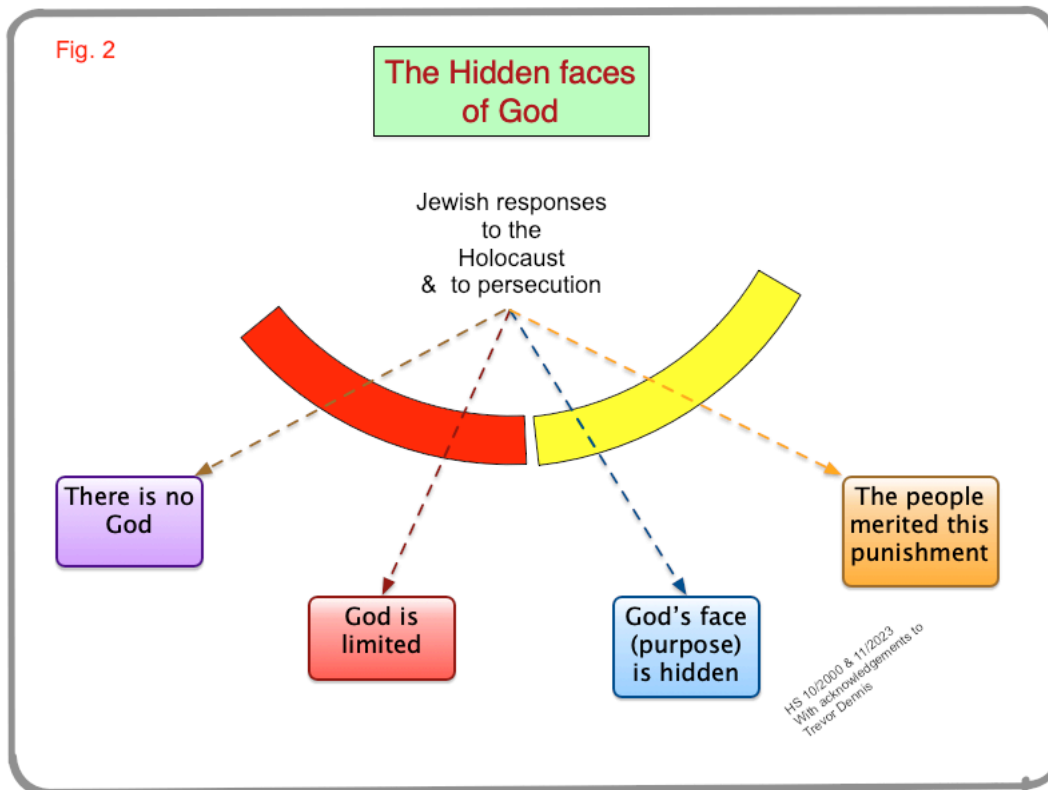 Fig. 2
The Hidden faces
of God
Jewish responses
to the
Holocaust
& to persecution
There is no
God
God is
limited
God’s face
(purpose)
is hidden
The people
merited this
punishment
HS 10/2000 & 11/2023
With acknowledgements to
Trevor Dennis